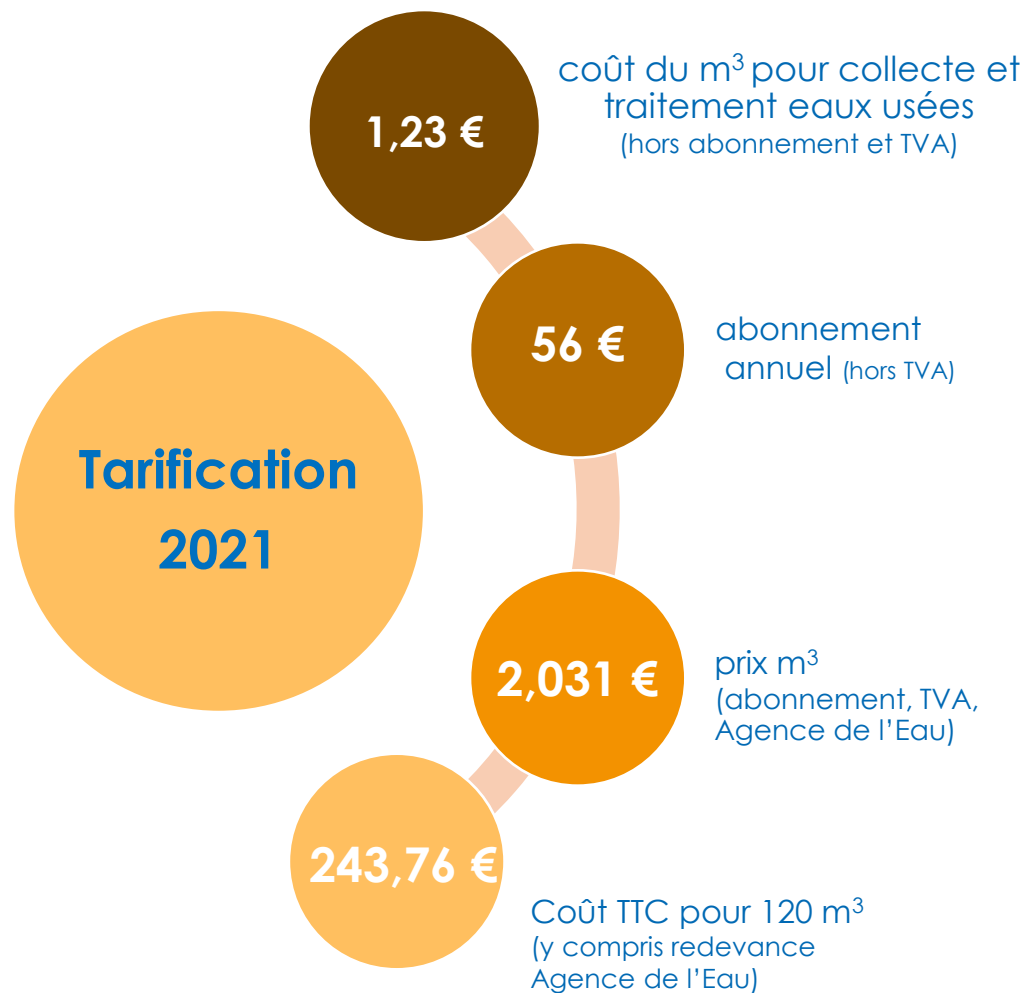 1,23 €
coût du m³ pour collecte et
traitement eaux usées
(hors abonnement et TVA)
56 €
abonnement
annuel (hors TVA)
Tarification
2021
2,031 €
prix m³
(abonnement, TVA,
Agence de l’Eau)
243,76 €
Coût TTC pour 120 m³
(y compris redevance
Agence de l’Eau)